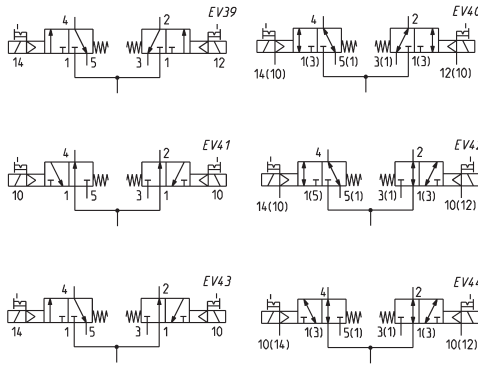 4 2 EV39
14 1 5 3 1 12
4 2 EV40
14(10) 1(3) 5(1) 3(1) 1(3) 12(10)
4 2 EV41
10 1 5 3 1 10
4 2 EV42
14(10) 1(5) 5(1) 3(1) 1(3) 10(12)
4 2 EV43
14 1 5 3 1 10
4 2 EV44
10(14) 1(3) 5(1) 3(1) 1(3) 10(12)